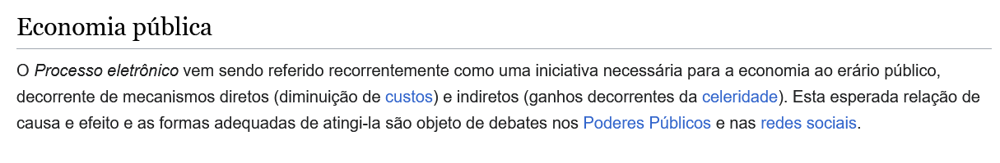 Economia pública
O Processo eletrônico vem sendo referido recorrentemente como uma iniciativa necessária para a economia ao erário público,
decorrente de mecanismos diretos (diminuição de custos) e indiretos (ganhos decorrentes da celeridade). Esta esperada relação de
causa e efeito e as formas adequadas de atingi-la são objeto de debates nos Poderes Públicos e nas redes sociais.